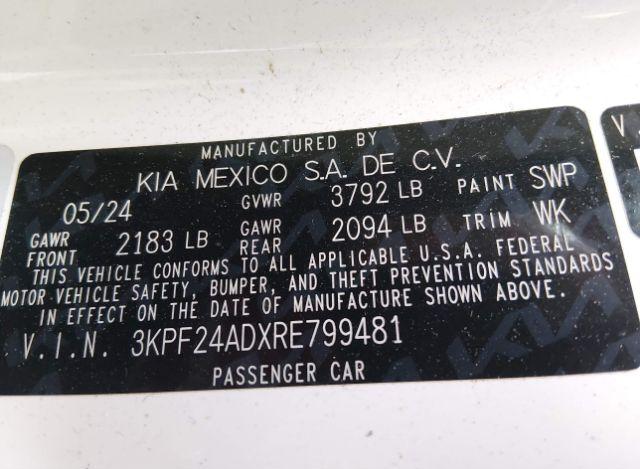 MANUFACTURED BY
KIA MEXICO S.A. DE C.V.
05/24 GVWR 3792 LB PAINT SWP
GAWR FRONT 2183 LB GAWR REAR 2094 LB TRIM WK
THIS VEHICLE CONFORMS TO ALL APPLICABLE U.S.A. FEDERAL
MOTOR VEHICLE SAFETY, BUMPER, AND THEFT PREVENTION STANDARDS
IN EFFECT ON THE DATE OF MANUFACTURE SHOWN ABOVE.
V.I.N. 3KPF24ADXRE799481
PASSENGER CAR
V